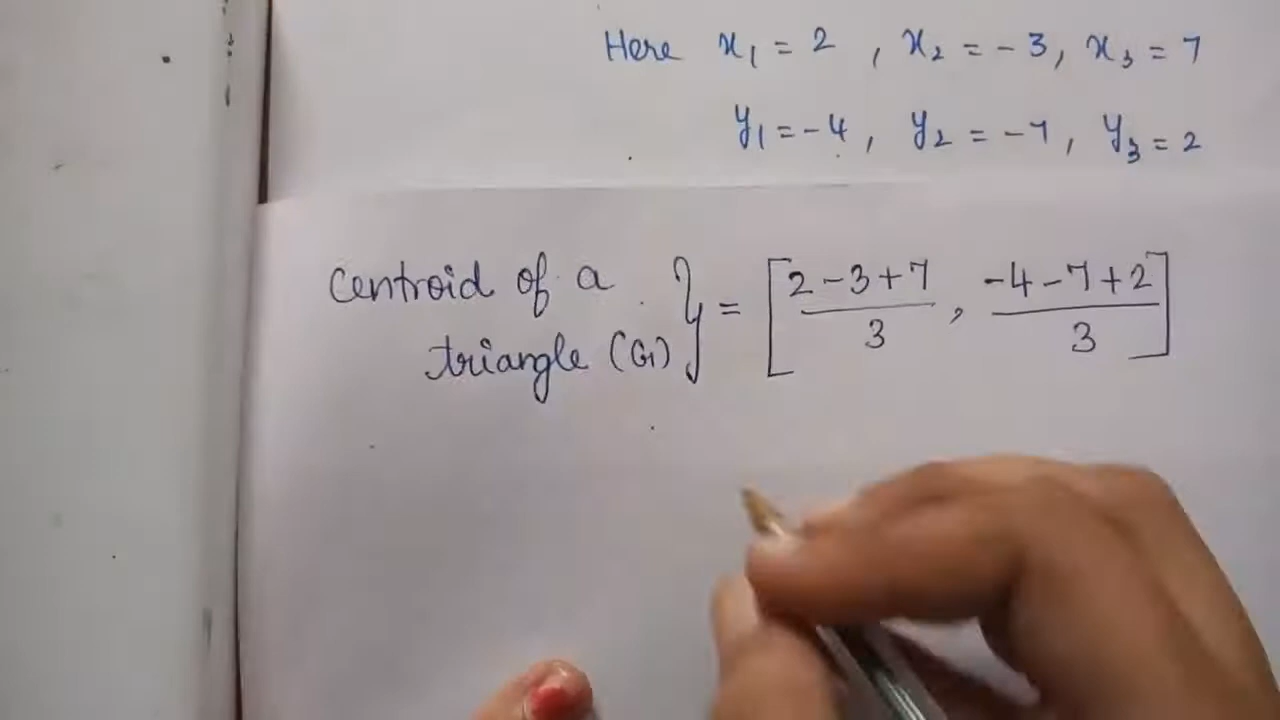 Here x₁ = 2 , x₂ = - 3, x₃ = 7
y₁ = - 4 , y₂ = - 7 , y₃ = 2
Centroid of a triangle (G) } = [ (2 - 3 + 7)/3 , (-4 - 7 + 2)/3 ]